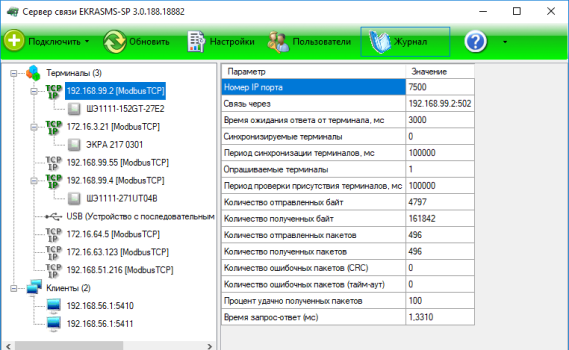 Сервер связи EKRASMS-SP 3.0.188.18882
Подключить Обновить Настройки Пользователи Журнал ?
Терминалы (3)
TCP IP 192.168.99.2 [ModbusTCP]
ШЭ1111-152GT-27E2
TCP IP 172.16.3.21 [ModbusTCP]
ЭКРА 217 0301
TCP IP 192.168.99.55 [ModbusTCP]
TCP IP 192.168.99.4 [ModbusTCP]
ШЭ1111-271UT04B
USB (Устройство с последовательным
TCP IP 172.16.64.5 [ModbusTCP]
TCP IP 172.16.63.123 [ModbusTCP]
TCP IP 192.168.51.216 [ModbusTCP]
Клиенты (2)
192.168.56.1:5410
192.168.56.1:5411
Параметр Значение
Номер IP порта 7500
Связь через 192.168.99.2:502
Время ожидания ответа от терминала, мс 3000
Синхронизируемые терминалы 0
Период синхронизации терминалов, мс 100000
Опрашиваемые терминалы 1
Период проверки присутствия терминалов, мс 100000
Количество отправленных байт 4797
Количество полученных байт 161842
Количество отправленных пакетов 496
Количество полученных пакетов 496
Количество ошибочных пакетов (CRC) 0
Количество ошибочных пакетов (тайм-аут) 0
Процент удачно полученных пакетов 100
Время запрос-ответ (мс) 1,3310